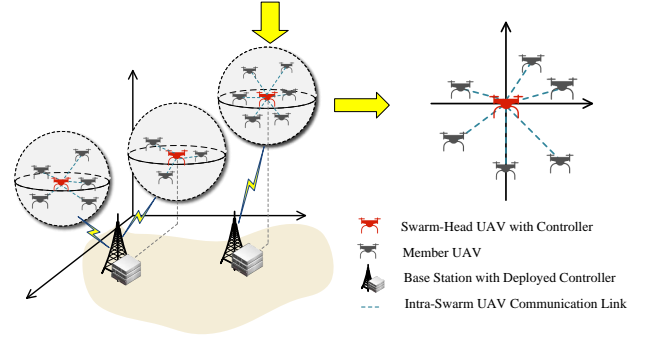 Swarm-Head UAV with Controller
Member UAV
Base Station with Deployed Controller
Intra-Swarm UAV Communication Link